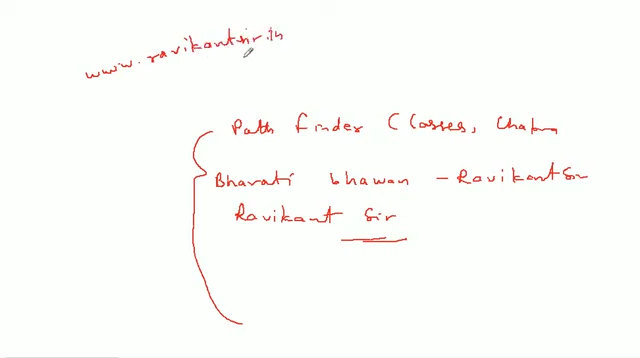 www.ravikantsir.in
Path finder Classes, Chapra
Bharati bhawan - Ravikant Sir
Ravikant Sir